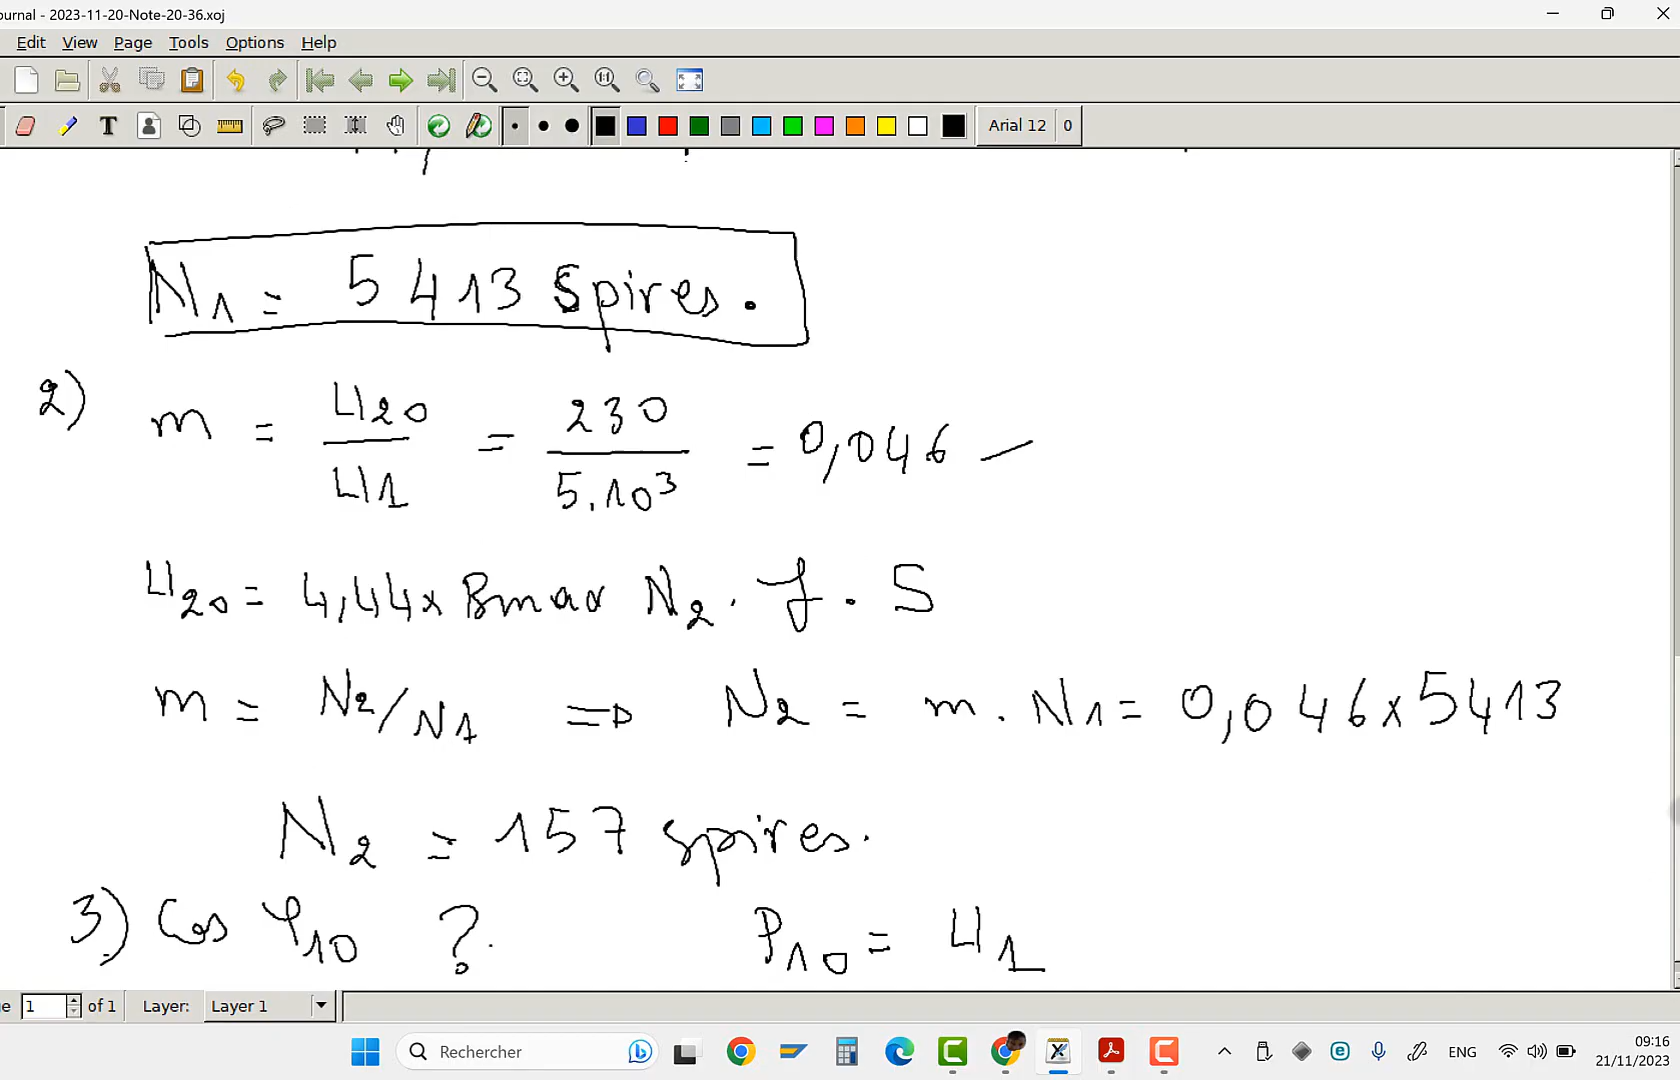 ournal - 2023-11-20-Note-20-36.xoj
Edit View Page Tools Options Help
Arial 12 0
N1 = 5 413 Spires.
2) m = U20 / U1 = 230 / 5.10³ = 0,046
U20 = 4,44 x Bmax N2 . f . S
m = N2/N1 => N2 = m . N1 = 0,046 x 5413
N2 = 157 spires.
3) Cos φ10 ? P10 = U1
e 1 of 1 Layer: Layer 1
Rechercher
ENG
09:16
21/11/2023